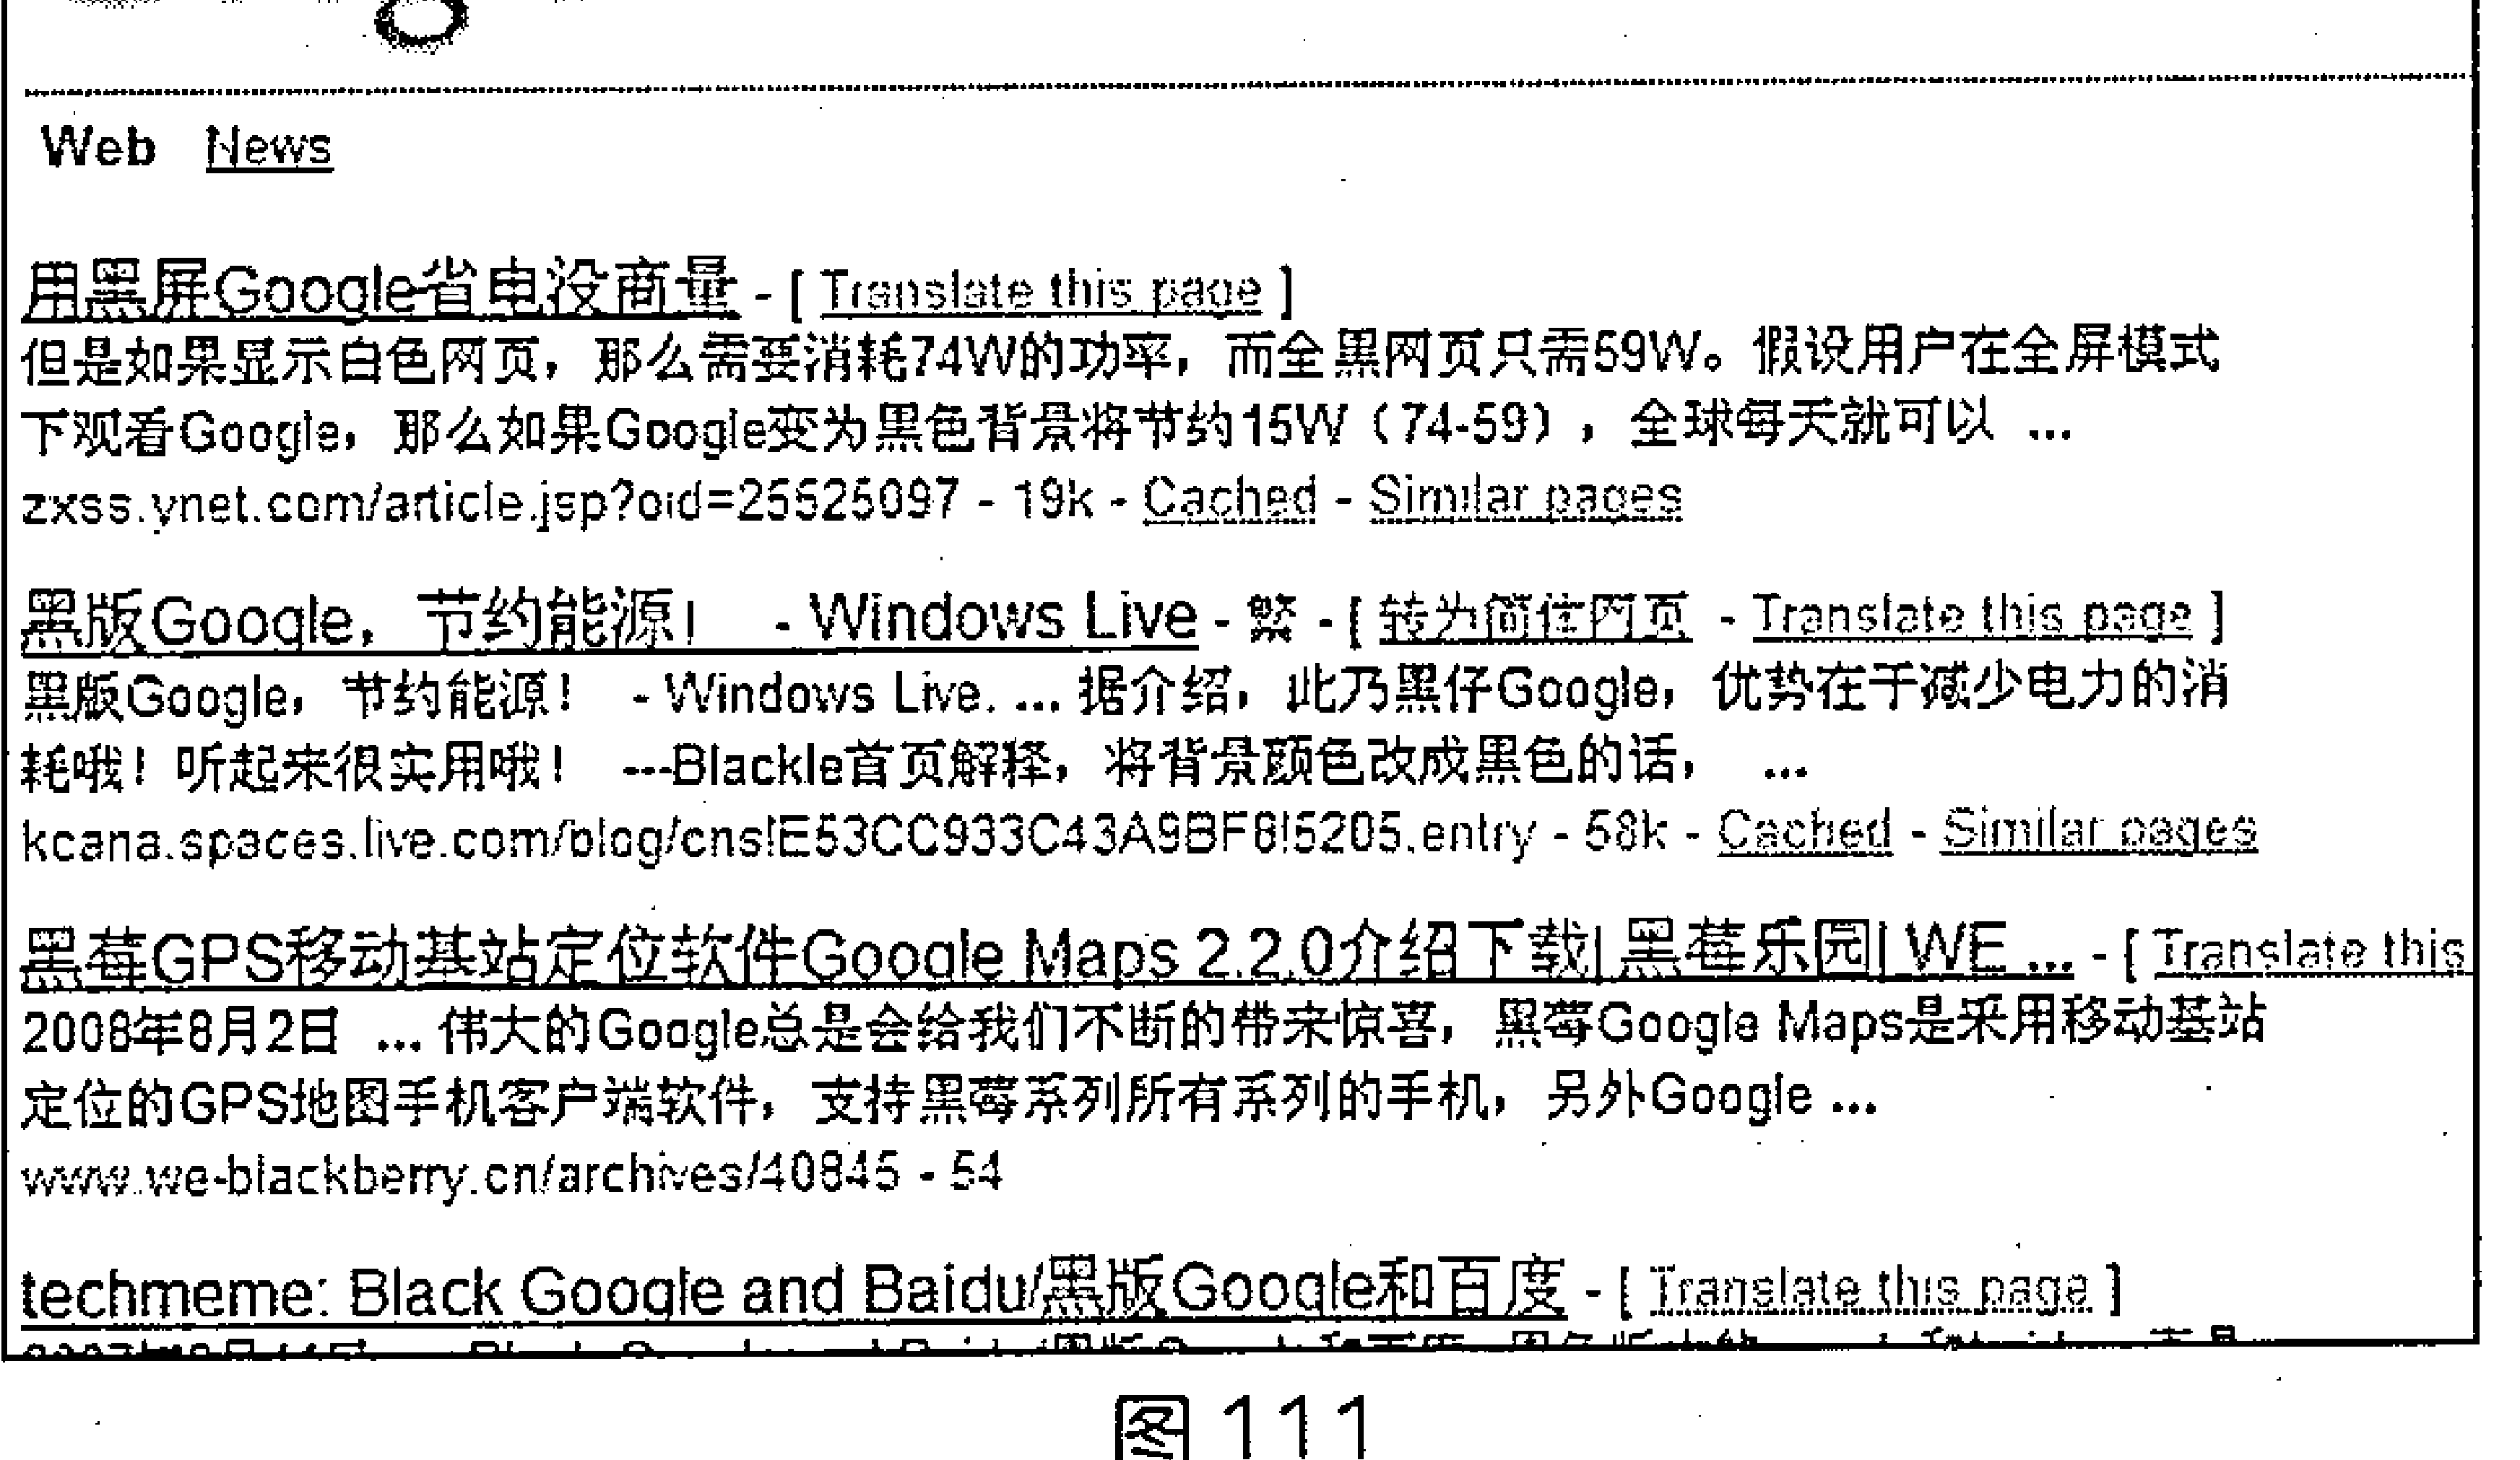 Web News
用黑屏Google省电没商量 - [ Translate this page ]
但是如果显示白色网页，那么需要消耗74W的功率，而全黑网页只需59W。假设用户在全屏模式
下观看Google，那么如果Google变为黑色背景将节约15W（74-59），全球每天就可以 ...
zxss.ynet.com/article.jsp?oid=25525097 - 19k - Cached - Similar pages
黑版Google，节约能源！ - Windows Live - 繁 - [ 转为简体网页 - Translate this page ]
黑版Google，节约能源！ - Windows Live. ... 据介绍，此乃黑仔Google，优势在于减少电力的消
耗哦！听起来很实用哦！ ---Blackle首页解释，将背景颜色改成黑色的话， ...
kcana.spaces.live.com/blog/cns!E53CC933C43A9BF8!5205.entry - 58k - Cached - Similar pages
黑莓GPS移动基站定位软件Google Maps 2.2.0介绍下载| 黑莓乐园| WE ... - [ Translate this
2008年8月2日 ... 伟大的Google总是会给我们不断的带来惊喜，黑莓Google Maps是采用移动基站
定位的GPS地图手机客户端软件，支持黑莓系列所有系列的手机，另外Google ...
www.we-blackberry.cn/archives/40845 - 54
techmeme: Black Google and Baidu/黑版Google和百度 - [ Translate this page ]
图111